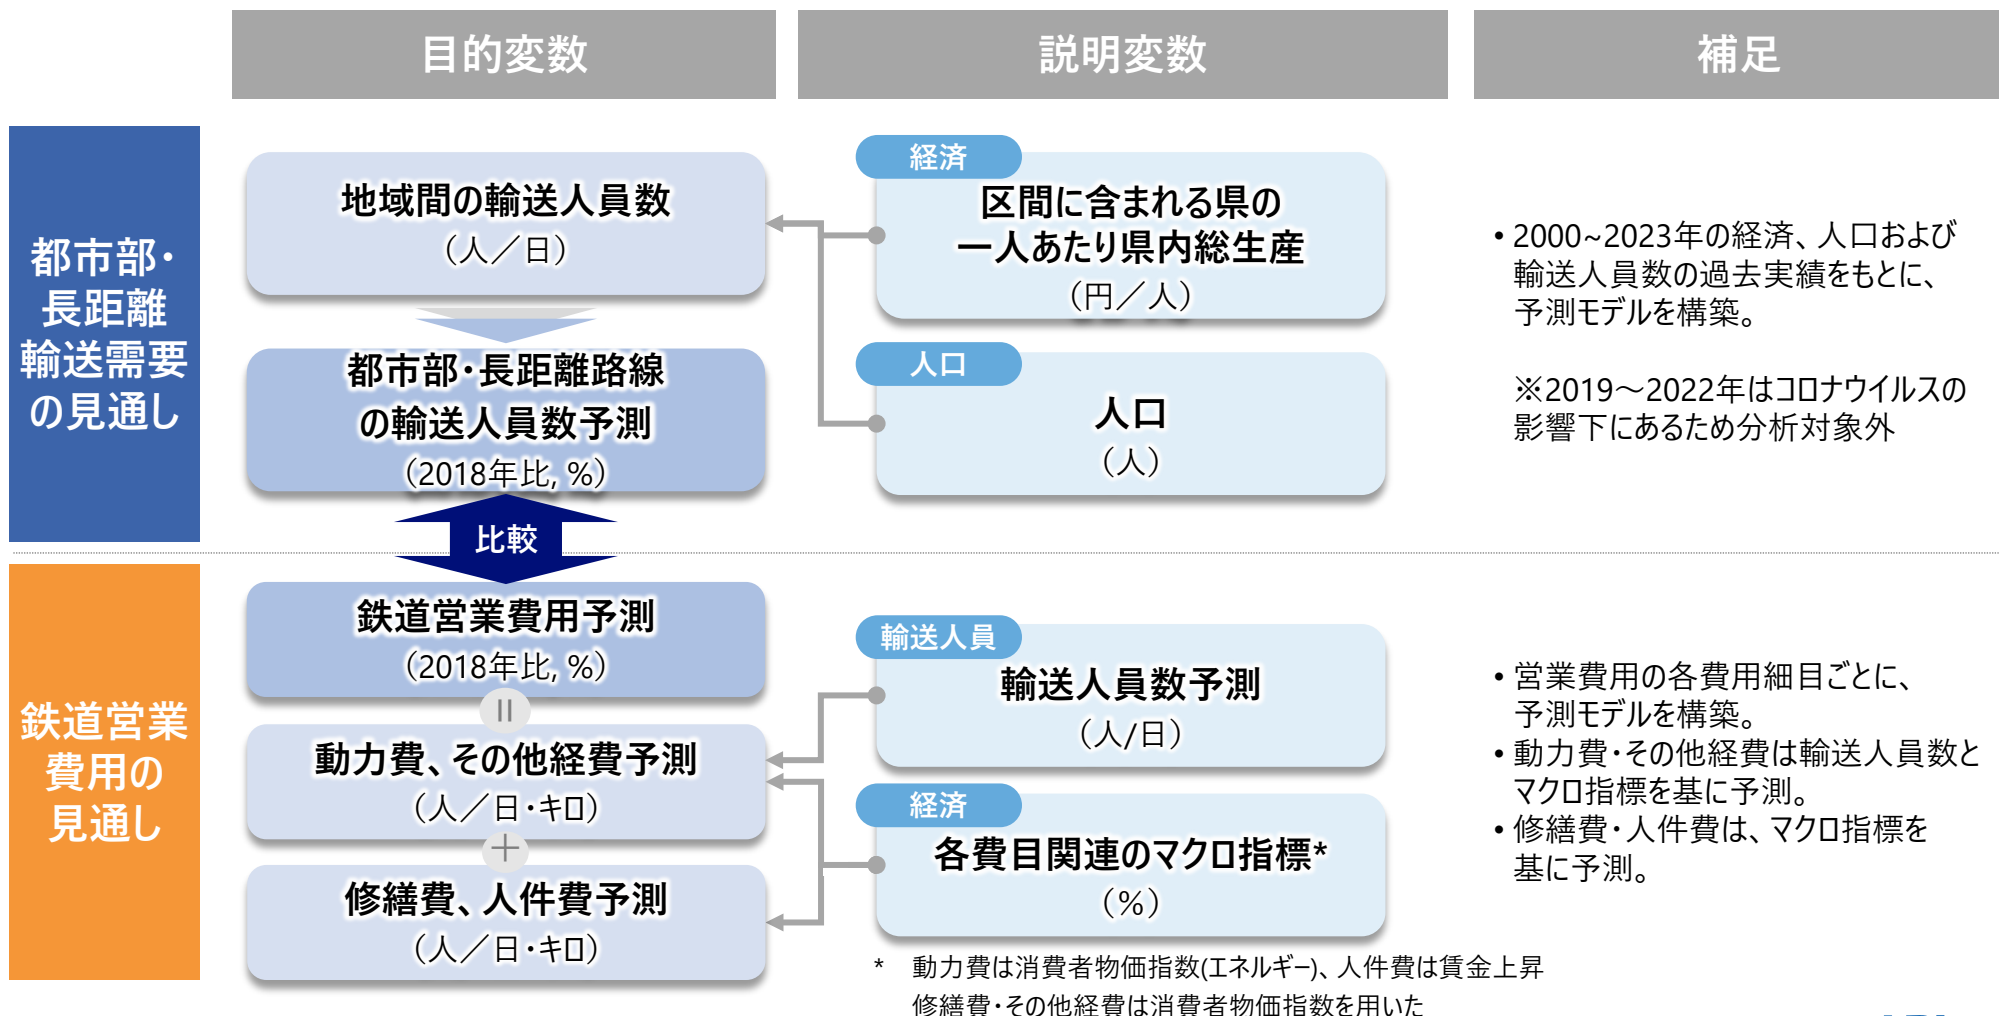 目的変数
説明変数
補足
都市部・
長距離
輸送需要
の見通し
地域間の輸送人員数
（人／日）
都市部・長距離路線
の輸送人員数予測
（2018年比, %）
経済
区間に含まれる県の
一人あたり県内総生産
（円／人）
人口
人口
（人）
• 2000~2023年の経済、人口および
輸送人員数の過去実績をもとに、
予測モデルを構築。
※2019～2022年はコロナウイルスの
影響下にあるため分析対象外
比較
鉄道営業
費用の
見通し
鉄道営業費用予測
（2018年比, %）
＝
動力費、その他経費予測
（人／日・キロ）
＋
修繕費、人件費予測
（人／日・キロ）
輸送人員
輸送人員数予測
（人/日）
経済
各費目関連のマクロ指標*
（%）
• 営業費用の各費用細目ごとに、
予測モデルを構築。
• 動力費・その他経費は輸送人員数と
マクロ指標を基に予測。
• 修繕費・人件費は、マクロ指標を
基に予測。
* 動力費は消費者物価指数(エネルギー)、人件費は賃金上昇
修繕費・その他経費は消費者物価指数を用いた